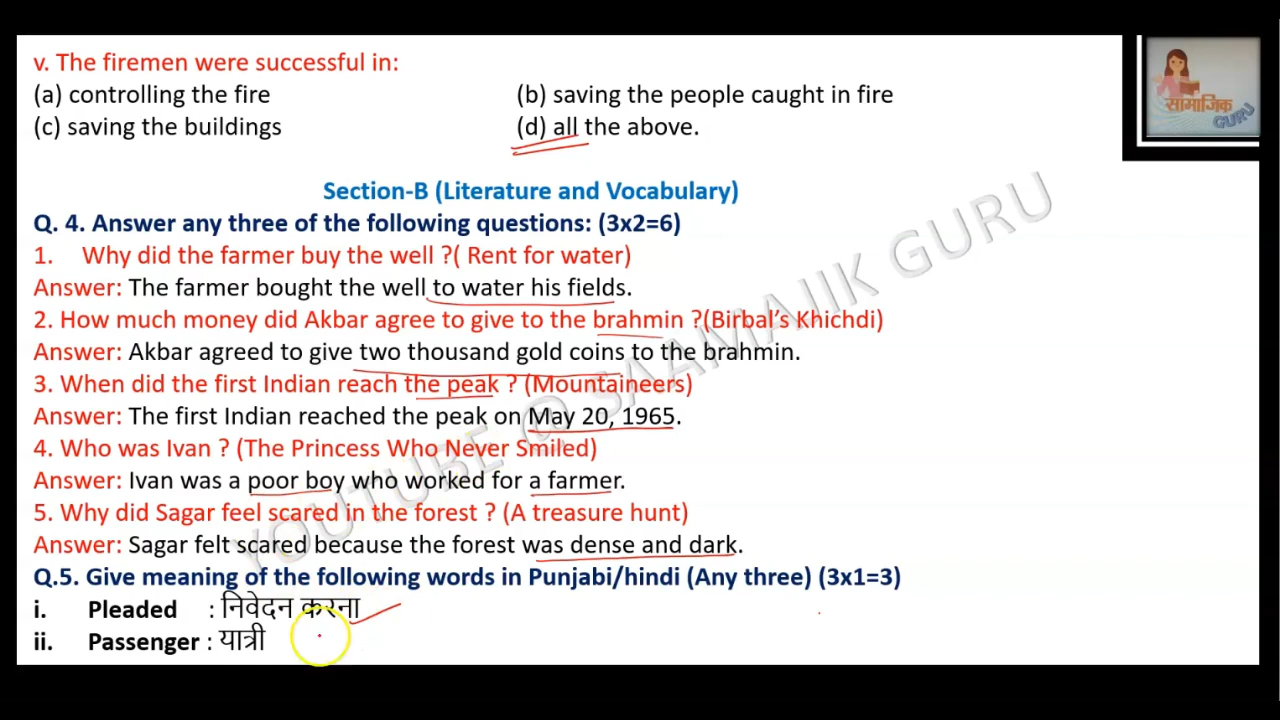 v. The firemen were successful in:
(a) controlling the fire (b) saving the people caught in fire
(c) saving the buildings (d) all the above.
सामाजिक
GURU
Section-B (Literature and Vocabulary)
Q. 4. Answer any three of the following questions: (3x2=6)
1. Why did the farmer buy the well ?( Rent for water)
Answer: The farmer bought the well to water his fields.
2. How much money did Akbar agree to give to the brahmin ?(Birbal's Khichdi)
Answer: Akbar agreed to give two thousand gold coins to the brahmin.
3. When did the first Indian reach the peak ? (Mountaineers)
Answer: The first Indian reached the peak on May 20, 1965.
4. Who was Ivan ? (The Princess Who Never Smiled)
Answer: Ivan was a poor boy who worked for a farmer.
5. Why did Sagar feel scared in the forest ? (A treasure hunt)
Answer: Sagar felt scared because the forest was dense and dark.
Q.5. Give meaning of the following words in Punjabi/hindi (Any three) (3x1=3)
i. Pleaded : निवेदन करना
ii. Passenger : यात्री
YOUTUBE @ SAAMAJIK GURU